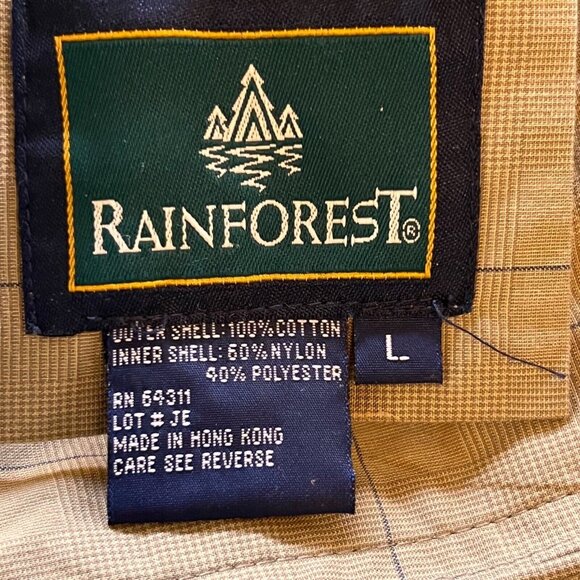 RAINFOREST®
OUTER SHELL: 100% COTTON
INNER SHELL: 60% NYLON
40% POLYESTER
RN 64311
LOT # JE
MADE IN HONG KONG
CARE SEE REVERSE
L